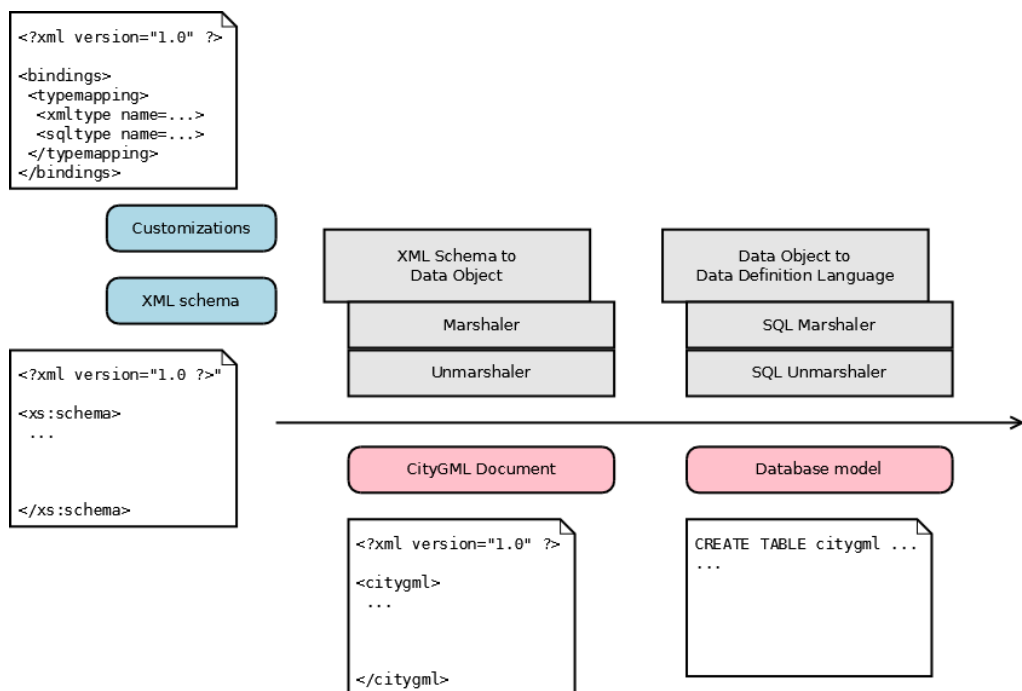 <?xml version="1.0" ?>
<bindings>
<typemapping>
<xmltype name=...>
<sqltype name=...>
</typemapping>
</bindings>
Customizations
XML schema
<?xml version="1.0 ?>"
<xs:schema>
...
</xs:schema>
XML Schema to
Data Object
Marshaler
Unmarshaler
Data Object to
Data Definition Language
SQL Marshaler
SQL Unmarshaler
CityGML Document
Database model
<?xml version="1.0" ?>
<citygml>
...
</citygml>
CREATE TABLE citygml ...
...